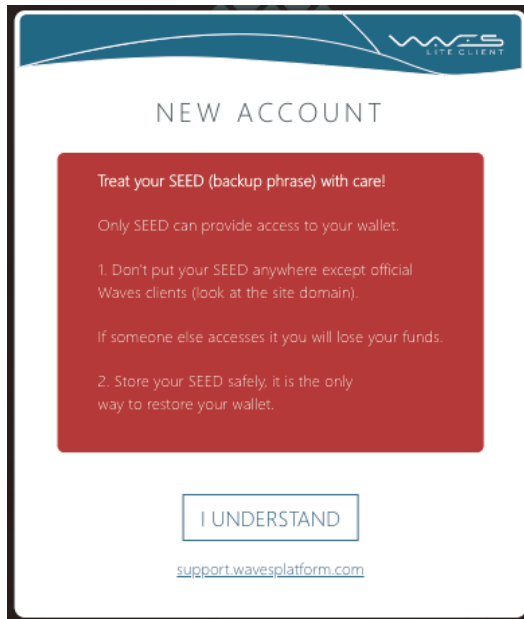 WAVES
LITE CLIENT
NEW ACCOUNT
Treat your SEED (backup phrase) with care!
Only SEED can provide access to your wallet.
1. Don't put your SEED anywhere except official
Waves clients (look at the site domain).
If someone else accesses it you will lose your funds.
2. Store your SEED safely, it is the only
way to restore your wallet.
I UNDERSTAND
support.wavesplatform.com